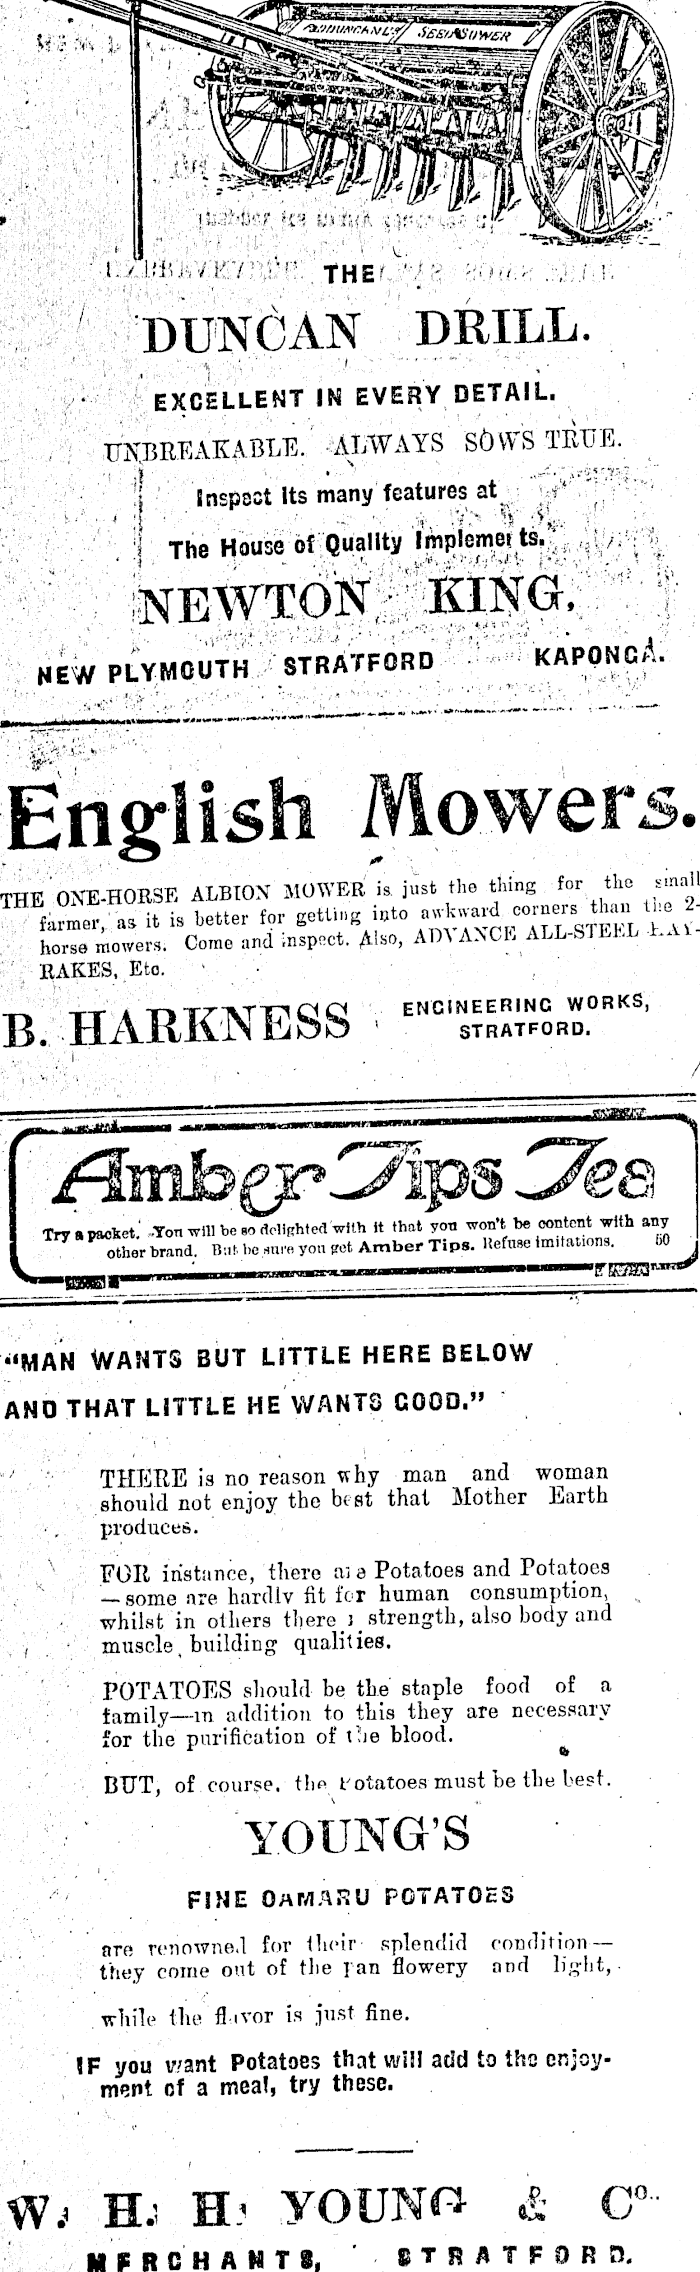 P. & D. DUNCAN LTD SEED SOWER
THE
DUNCAN DRILL.
EXCELLENT IN EVERY DETAIL.
UNBREAKABLE. ALWAYS SOWS TRUE.
Inspect its many features at
The House of Quality Implements.
NEWTON KING,
NEW PLYMOUTH STRATFORD KAPONGA.
English Mowers.
THE ONE-HORSE ALBION MOWER is just the thing for the small
farmer, as it is better for getting into awkward corners than the 2-
horse mowers. Come and inspect. Also, ADVANCE ALL-STEEL HAY-
RAKES, Etc.
B. HARKNESS
ENGINEERING WORKS,
STRATFORD.
Amber Tips Tea
Try a packet. You will be so delighted with it that you won't be content with any
other brand. But be sure you get Amber Tips. Refuse imitations. 50
"MAN WANTS BUT LITTLE HERE BELOW
AND THAT LITTLE HE WANTS GOOD."
THERE is no reason why man and woman
should not enjoy the best that Mother Earth
produces.
FOR instance, there are Potatoes and Potatoes
—some are hardly fit for human consumption,
whilst in others there is strength, also body and
muscle building qualities.
POTATOES should be the staple food of a
family—in addition to this they are necessary
for the purification of the blood.
BUT, of course, the Potatoes must be the best.
YOUNG'S
FINE OAMARU POTATOES
are renowned for their splendid condition—
they come out of the pan flowery and light,
while the flavor is just fine.
IF you want Potatoes that will add to the enjoy-
ment of a meal, try these.
W. H. H. YOUNG & Co.
MERCHANTS, STRATFORD.